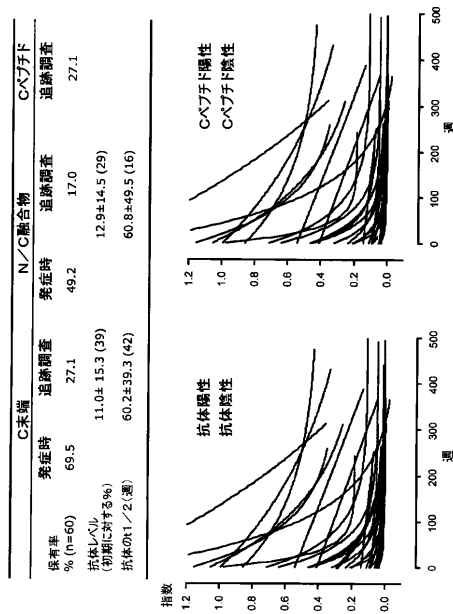 C末端 N／C融合物 Cペプチド
発症時 追跡調査 発症時 追跡調査 追跡調査
保有率
% (n=60) 69.5 27.1 49.2 17.0 27.1
抗体レベル
(初期に対する%) 11.0± 15.3 (39) 12.9±14.5 (29)
抗体のt1／2 (週) 60.2±39.3 (42) 60.8±49.5 (16)
指数
1.2
1.0
0.8
0.6
0.4
0.2
0.0
抗体陽性
抗体陰性
0 100 200 300 400 500
週
1.2
1.0
0.8
0.6
0.4
0.2
0.0
Cペプチド陽性
Cペプチド陰性
0 100 200 300 400 500
週